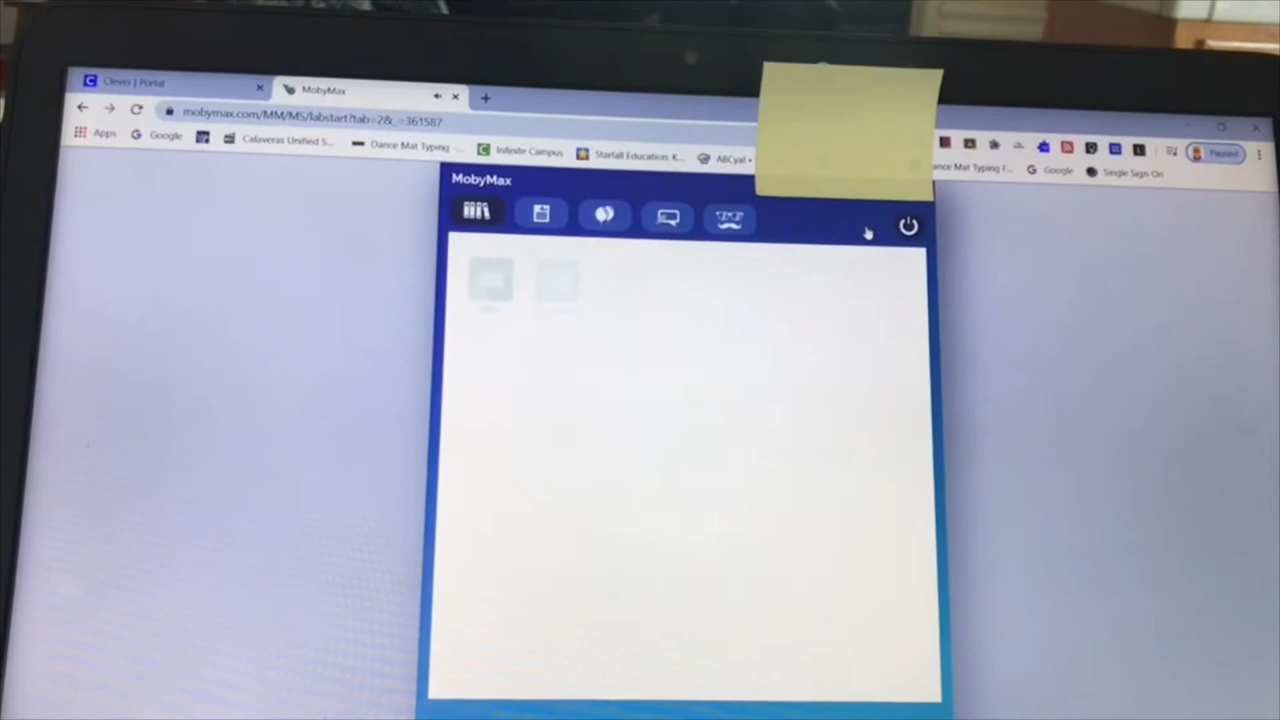 Clever | Portal
MobyMax
mobymax.com/MM/MS/labstart?tab=2&_=361587
Paused
Apps
Google
Calaveras Unified S...
Dance Mat Typing -...
Infinite Campus
Starfall Education: K...
ABCya! •
ance Mat Typing F...
Google
Single Sign-On
MobyMax